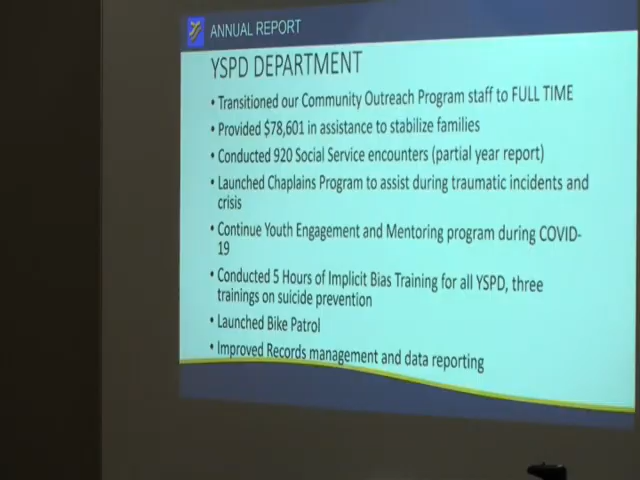 ANNUAL REPORT
YSPD DEPARTMENT
• Transitioned our Community Outreach Program staff to FULL TIME
• Provided $78,601 in assistance to stabilize families
• Conducted 920 Social Service encounters (partial year report)
• Launched Chaplains Program to assist during traumatic incidents and
crisis
• Continue Youth Engagement and Mentoring program during COVID-
19
• Conducted 5 Hours of Implicit Bias Training for all YSPD, three
trainings on suicide prevention
• Launched Bike Patrol
• Improved Records management and data reporting